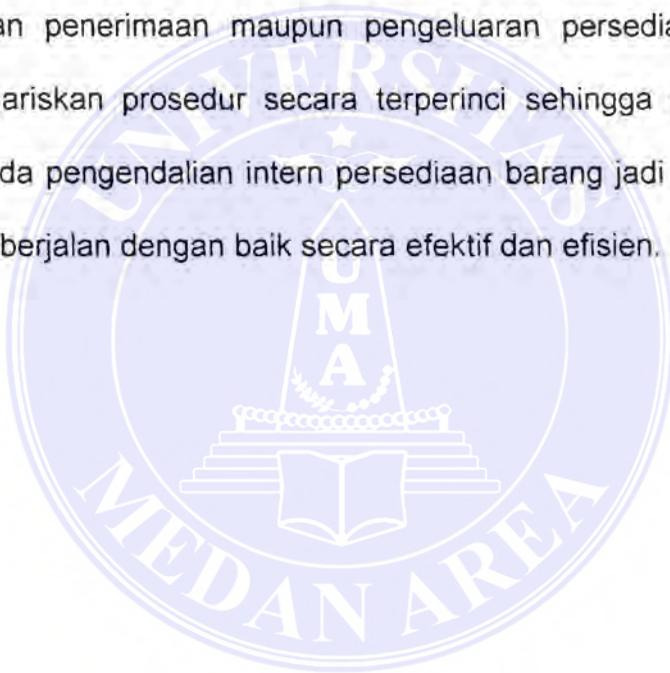 an penerimaan maupun pengeluaran persedia
ariskan prosedur secara terperinci sehingga
da pengendalian intern persediaan barang jadi
berjalan dengan baik secara efektif dan efisien.
UNIVERSITAS
UMA
MEDAN AREA